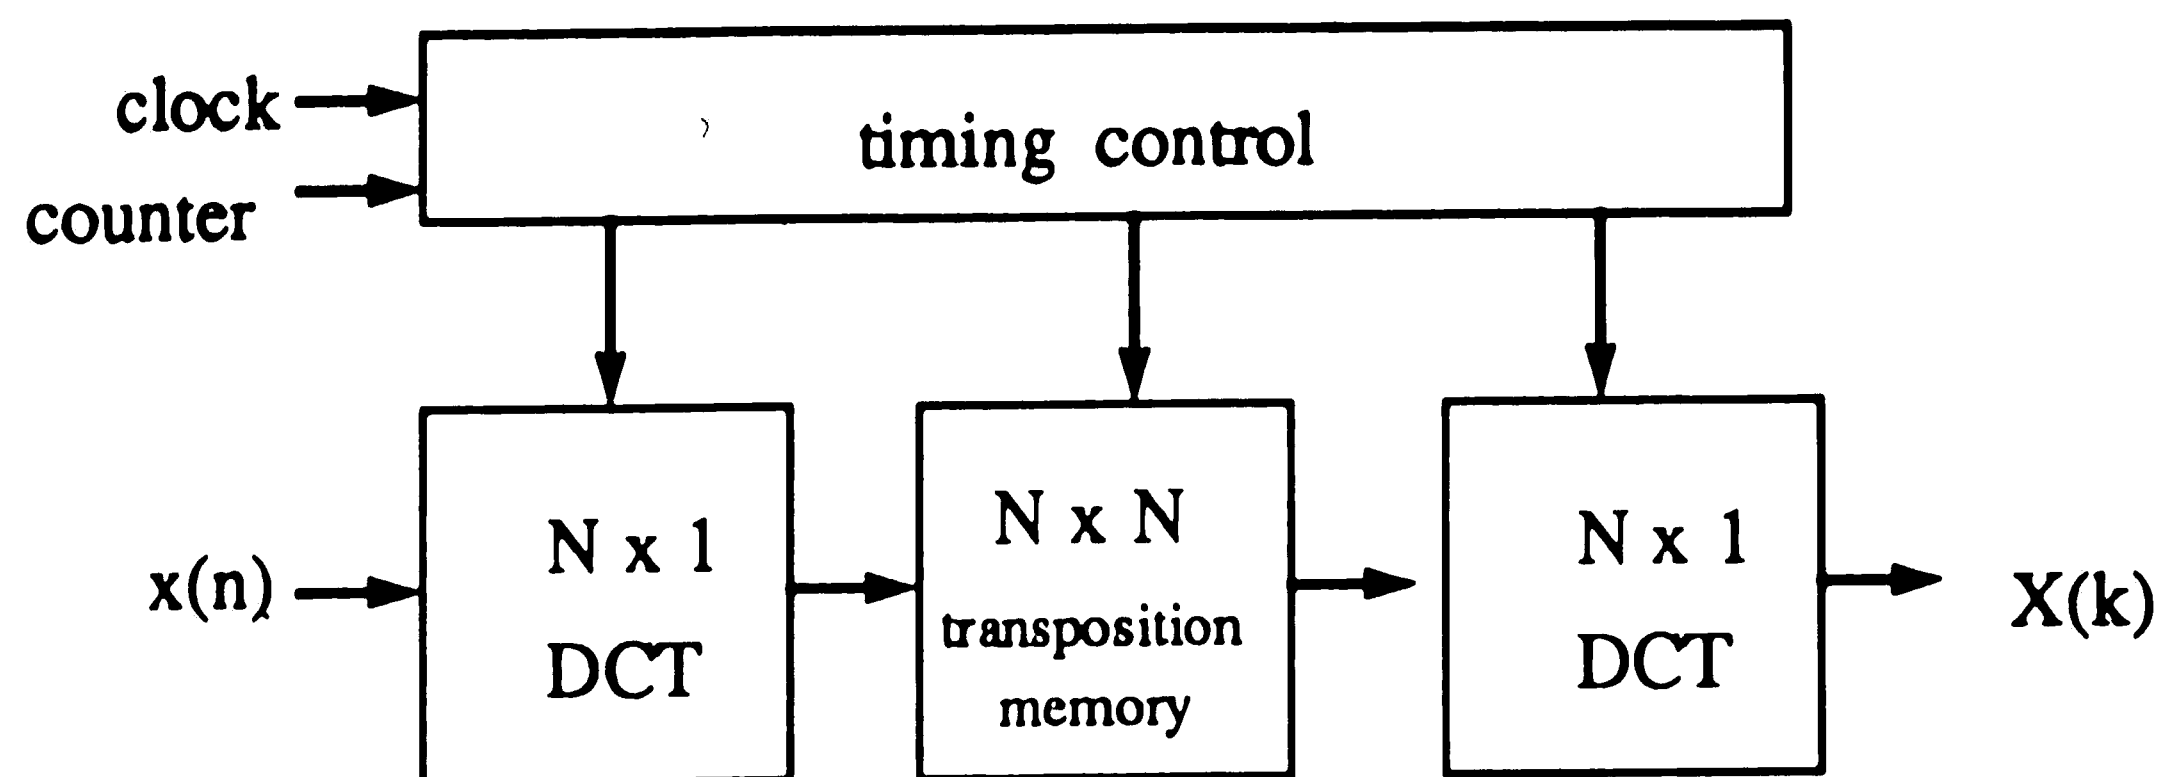 clock
timing control
counter
x(n)
N x 1
DCT
N x N
transposition
memory
N x 1
DCT
X(k)